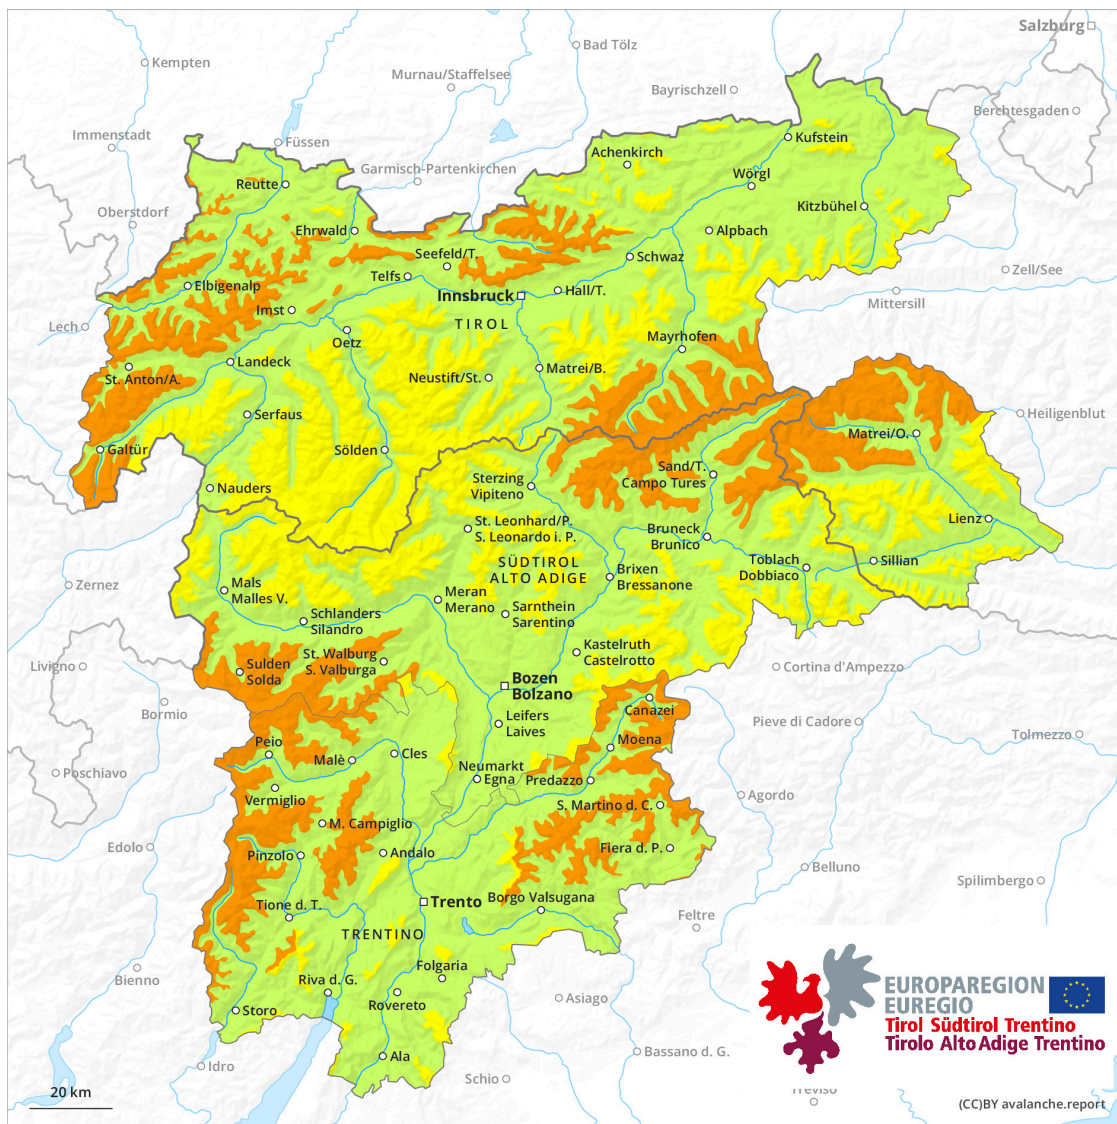 Salzburg
Bad Tölz
Kempten
Murnau/Staffelsee
Bayrischzell
Berchtesgaden
Immenstadt
Füssen
Kufstein
Achenkirch
Garmisch-Partenkirchen
Wörgl
Reutte
Oberstdorf
Kitzbühel
Ehrwald
Alpbach
Seefeld/T.
Schwaz
Zell/See
Telfs
Elbigenalp
Innsbruck
Hall/T.
Mittersill
Imst
TIROL
Lech
Oetz
Mayrhofen
Landeck
Matrei/B.
St. Anton/A.
Neustift/St.
Serfaus
Heiligenblut
Matrei/O.
Galtür
Sölden
Sand/T.
Campo Tures
Sterzing
Vipiteno
Nauders
Lienz
St. Leonhard/P.
S. Leonardo i. P.
Bruneck
Brunico
Toblach
Dobbiaco
Sillian
SÜDTIROL
ALTO ADIGE
Brixen
Bressanone
Zernez
Mals
Malles V.
Meran
Merano
Sarnthein
Sarentino
Schlanders
Silandro
Kastelruth
Castelrotto
St. Walburg
S. Valburga
Livigno
Sulden
Solda
Cortina d'Ampezzo
Bozen
Bolzano
Bormio
Canazei
Leifers
Laives
Pieve di Cadore
Tolmezzo
Moena
Peio
Malè
Cles
Poschiavo
Neumarkt
Egna
Predazzo
Vermiglio
Agordo
S. Martino d. C.
M. Campiglio
Edolo
Pinzolo
Andalo
Fiera d. P.
Belluno
Spilimbergo
Tione d. T.
Trento
Borgo Valsugana
Feltre
TRENTINO
Bienno
Folgaria
Riva d. G.
Asiago
Rovereto
Storo
EUROPAREGION
EUREGIO
Tirol Südtirol Trentino
Tirolo Alto Adige Trentino
Idro
Ala
Bassano d. G.
Schio
20 km
Treviso
(CC)BY avalanche.report